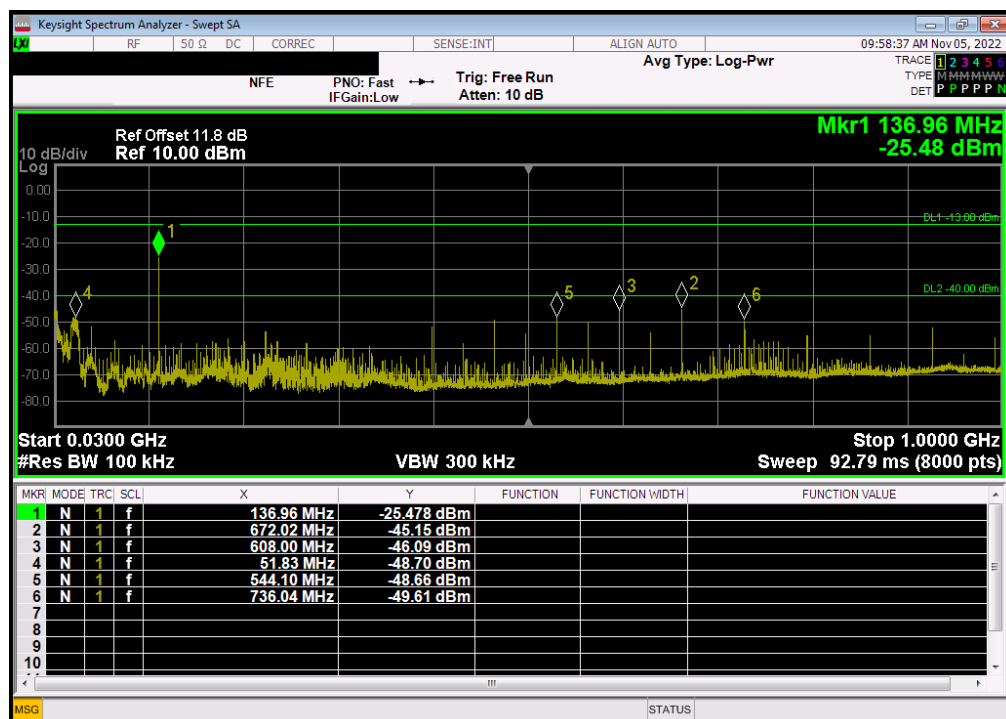 Keysight Spectrum Analyzer - Swept SA
LXI RF 50 Ω DC CORREC SENSE:INT ALIGN AUTO 09:58:37 AM Nov 05, 2022
Avg Type: Log-Pwr TRACE 1 2 3 4 5 6
NFE PNO: Fast Trig: Free Run TYPE M M M M W W
IFGain:Low Atten: 10 dB DET P P P P P N
Mkr1 136.96 MHz
Ref Offset 11.8 dB
10 dB/div Ref 10.00 dBm -25.48 dBm
Log
0.00
-10.0 DL1 -13.00 dBm
1
-20.0
-30.0
-40.0 4 5 3 2 6 DL2 -40.00 dBm
-50.0
-60.0
-70.0
-80.0
Start 0.0300 GHz Stop 1.0000 GHz
#Res BW 100 kHz VBW 300 kHz Sweep 92.79 ms (8000 pts)
MKR MODE TRC SCL X Y FUNCTION FUNCTION WIDTH FUNCTION VALUE
1 N 1 f 136.96 MHz -25.478 dBm
2 N 1 f 672.02 MHz -45.15 dBm
3 N 1 f 608.00 MHz -46.09 dBm
4 N 1 f 51.83 MHz -48.70 dBm
5 N 1 f 544.10 MHz -48.66 dBm
6 N 1 f 736.04 MHz -49.61 dBm
7
8
9
10
MSG STATUS